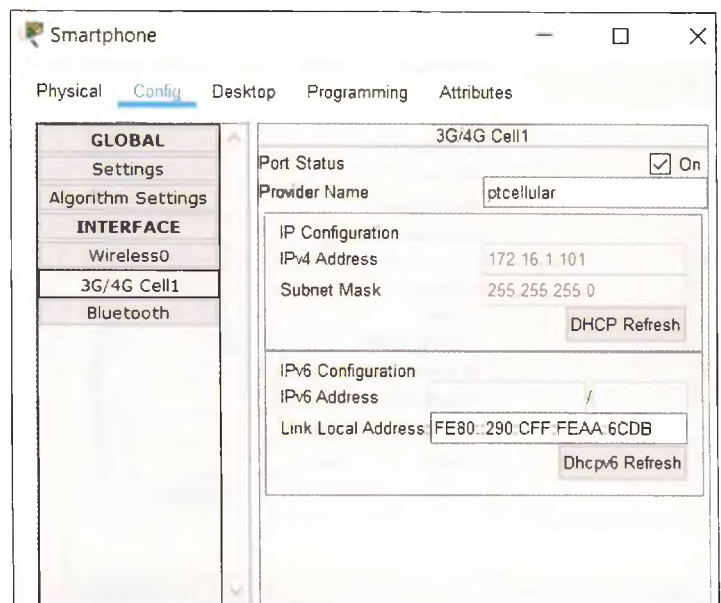 Smartphone
Physical Config Desktop Programming Attributes
GLOBAL
Settings
Algorithm Settings
INTERFACE
Wireless0
3G/4G Cell1
Bluetooth
3G/4G Cell1
Port Status On
Provider Name ptcellular
IP Configuration
IPv4 Address 172.16.1.101
Subnet Mask 255.255.255.0
DHCP Refresh
IPv6 Configuration
IPv6 Address /
Link Local Address: FE80::290:CFF:FEAA:6CDB
Dhcpv6 Refresh